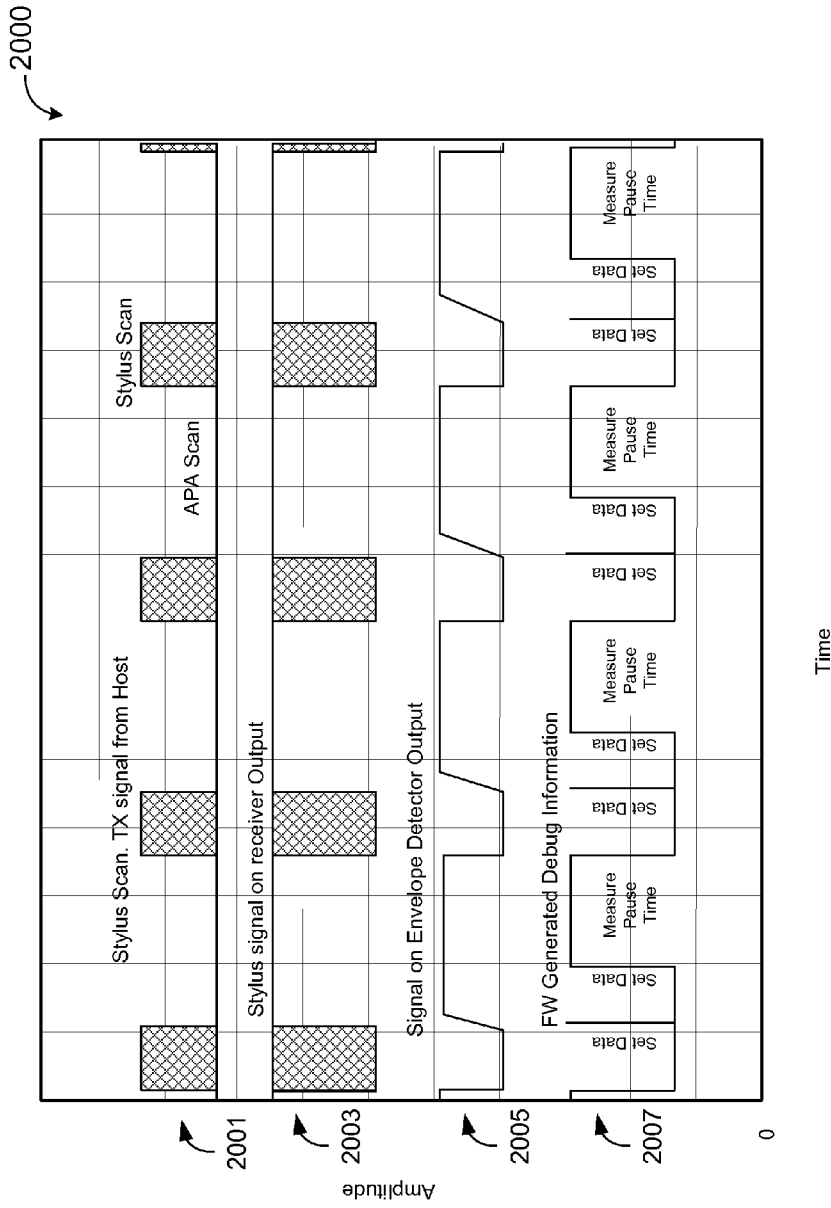 2000
Stylus Scan
APA Scan
Stylus Scan. TX signal from Host
Stylus signal on receiver Output
Signal on Envelope Detector Output
FW Generated Debug Information
Set Data
Set Data
Measure
Pause
Time
Set Data
Set Data
Measure
Pause
Time
Set Data
Set Data
Measure
Pause
Time
Set Data
Set Data
Measure
Pause
Time
2001
2003
2005
2007
0
Amplitude
Time